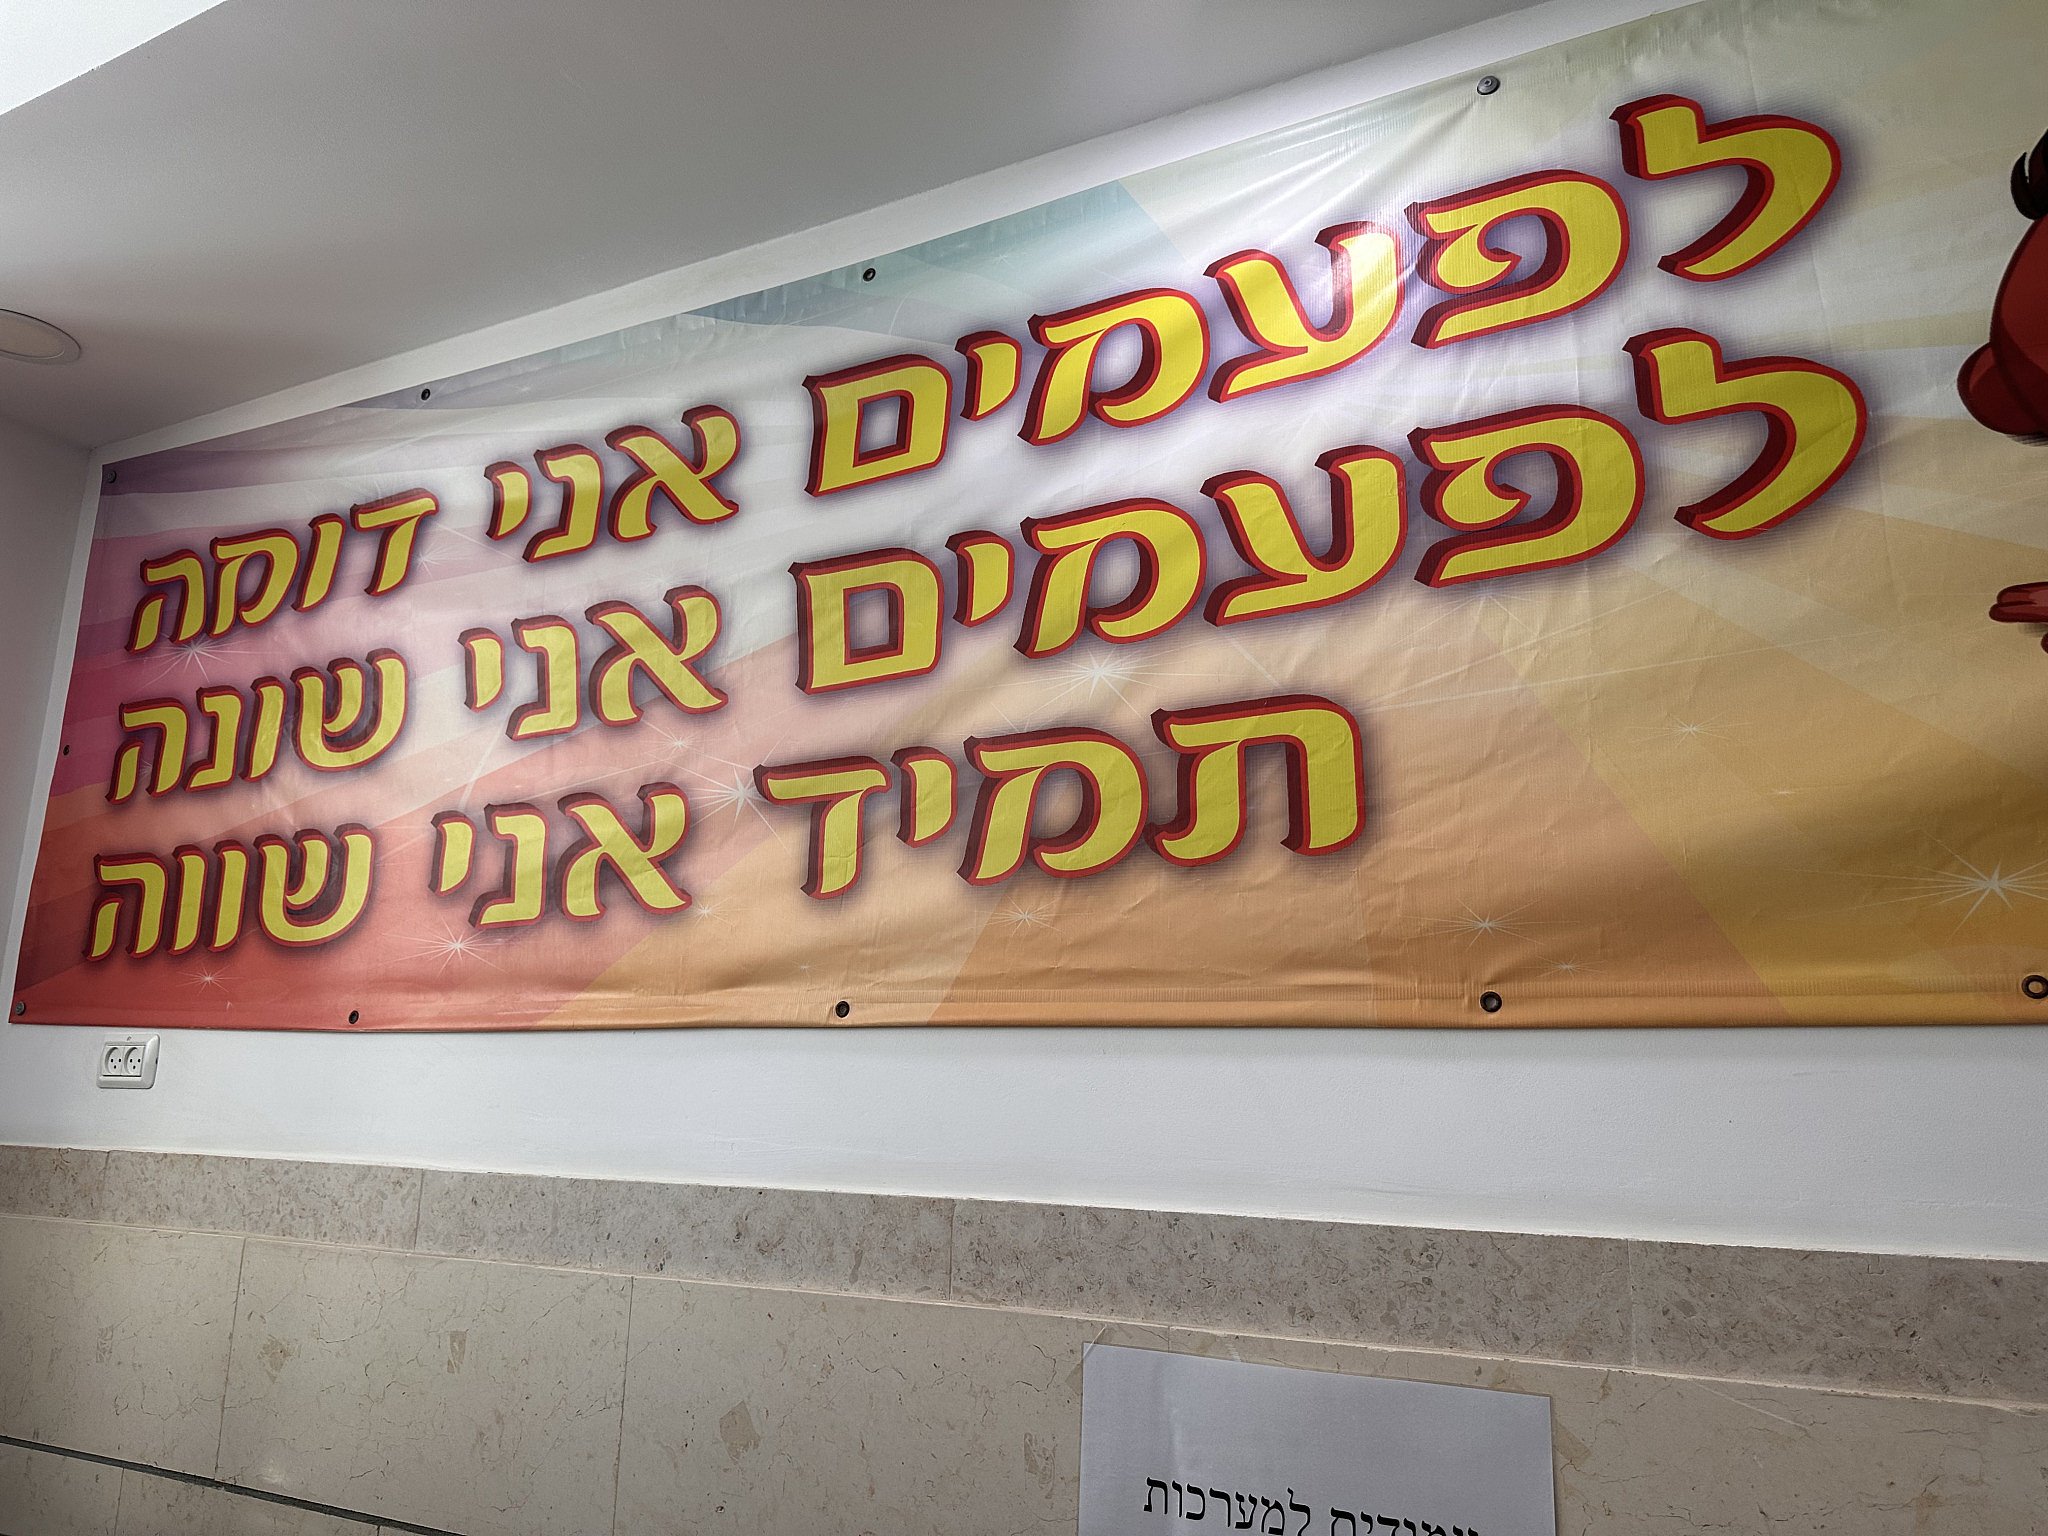 לפעמים אני דומה
לפעמים אני שונה
תמיד אני שווה
למערכות